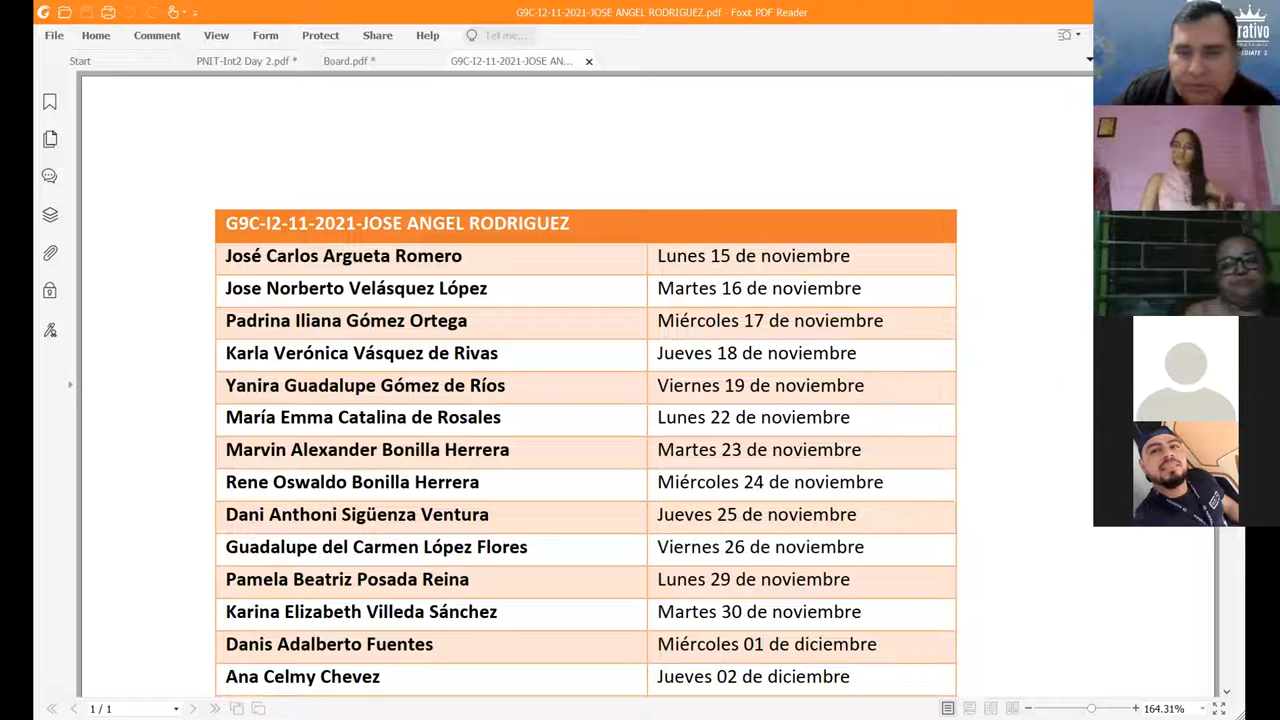 G9C-I2-11-2021-JOSE ANGEL RODRIGUEZ.pdf - Foxit PDF Reader
File Home Comment View Form Protect Share Help Tell me...
Start PNIT-Int2 Day 2.pdf * Board.pdf * G9C-I2-11-2021-JOSE AN...
G9C-I2-11-2021-JOSE ANGEL RODRIGUEZ
José Carlos Argueta Romero Lunes 15 de noviembre
Jose Norberto Velásquez López Martes 16 de noviembre
Padrina Iliana Gómez Ortega Miércoles 17 de noviembre
Karla Verónica Vásquez de Rivas Jueves 18 de noviembre
Yanira Guadalupe Gómez de Ríos Viernes 19 de noviembre
María Emma Catalina de Rosales Lunes 22 de noviembre
Marvin Alexander Bonilla Herrera Martes 23 de noviembre
Rene Oswaldo Bonilla Herrera Miércoles 24 de noviembre
Dani Anthoni Sigüenza Ventura Jueves 25 de noviembre
Guadalupe del Carmen López Flores Viernes 26 de noviembre
Pamela Beatriz Posada Reina Lunes 29 de noviembre
Karina Elizabeth Villeda Sánchez Martes 30 de noviembre
Danis Adalberto Fuentes Miércoles 01 de diciembre
Ana Celmy Chevez Jueves 02 de diciembre
1 / 1 164.31%